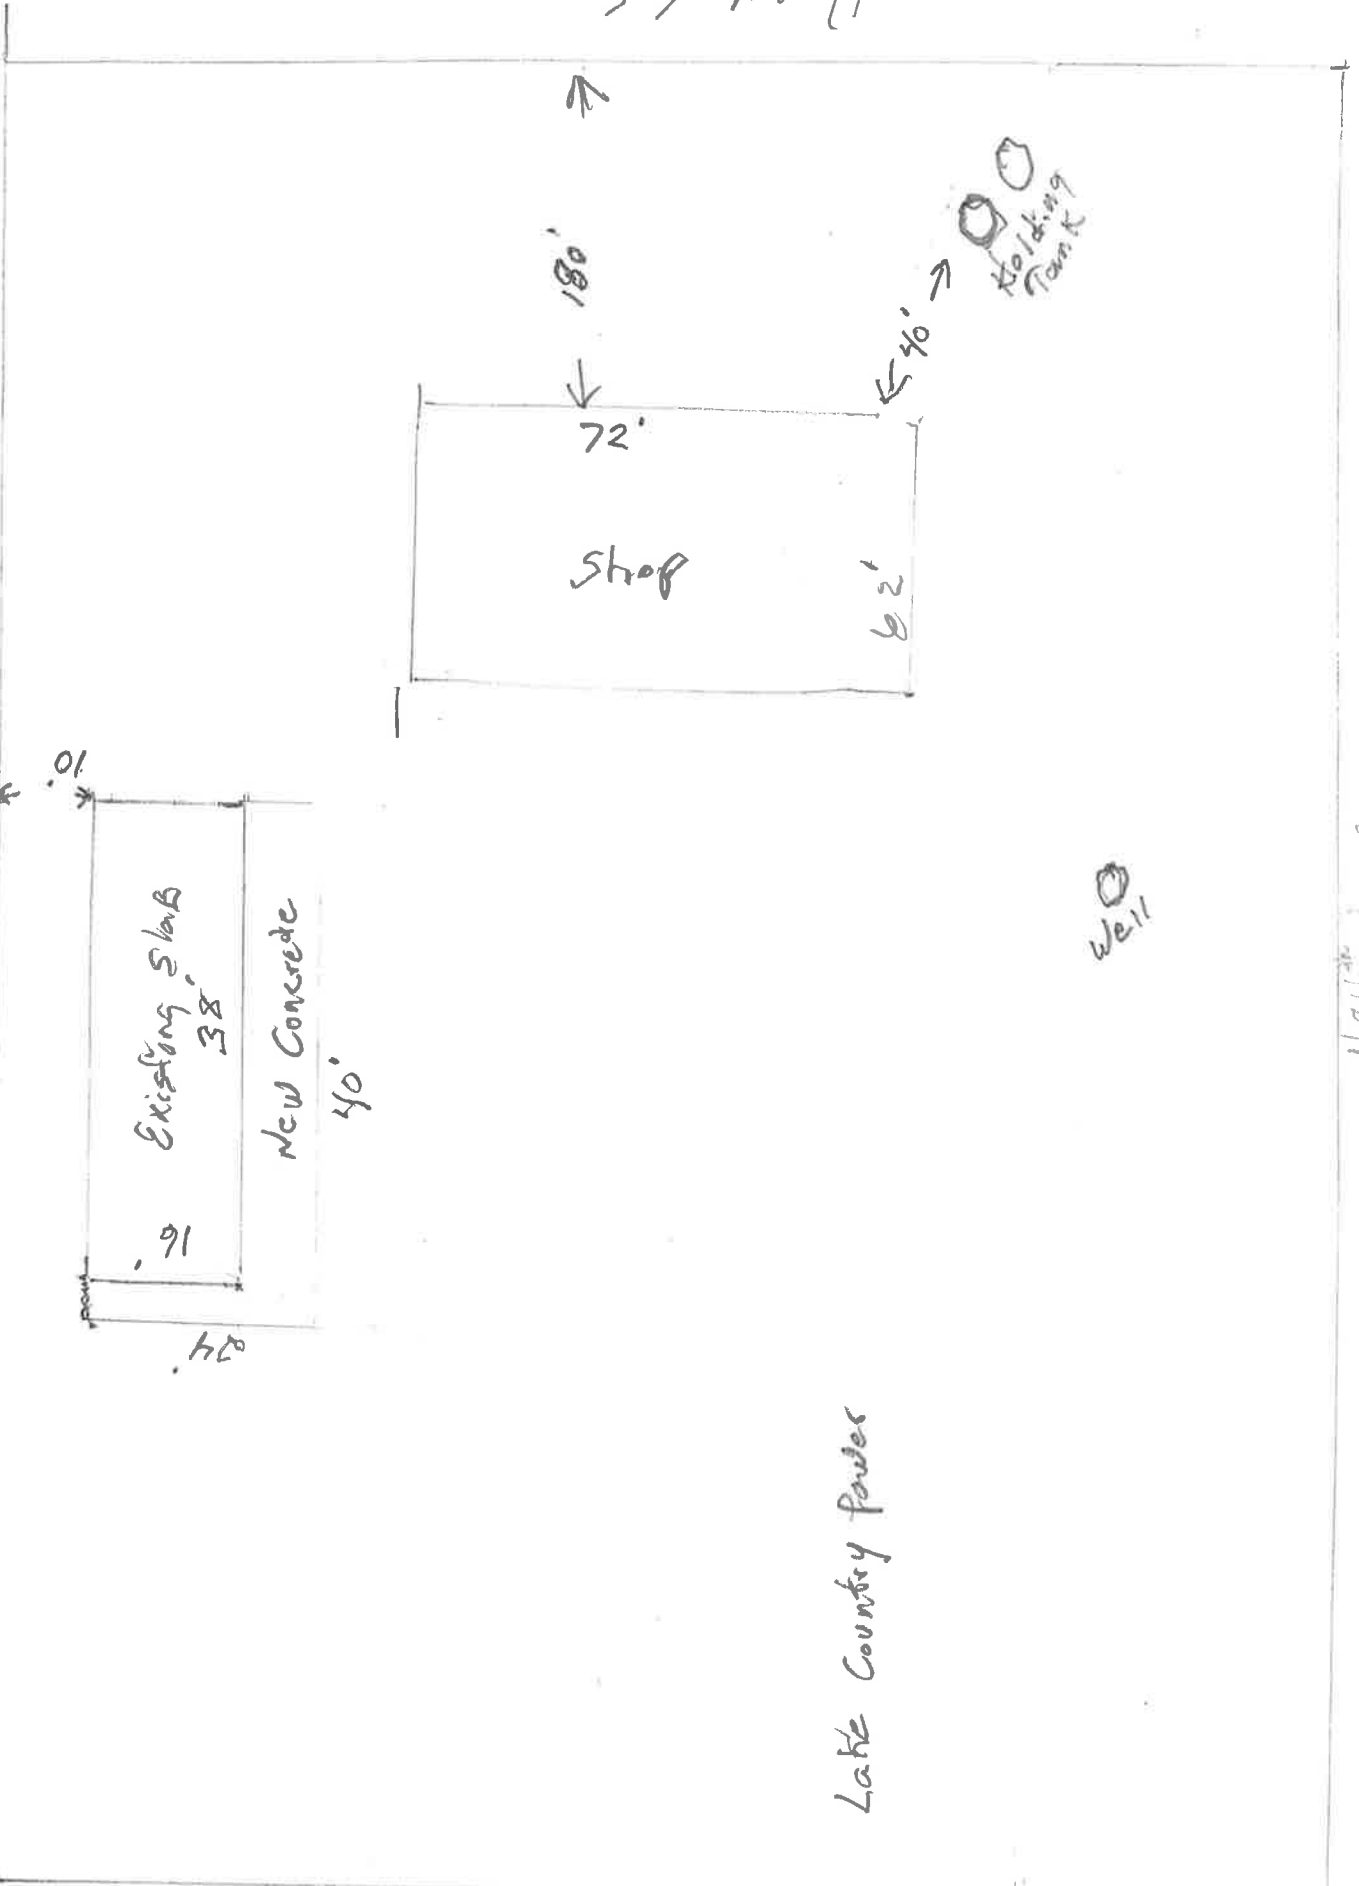 180'
Holding
Tank
40'
72'
Shop
62'
10'
Existing Slab
38'
16'
New Concrete
40'
24'
Well
Lake Country Power